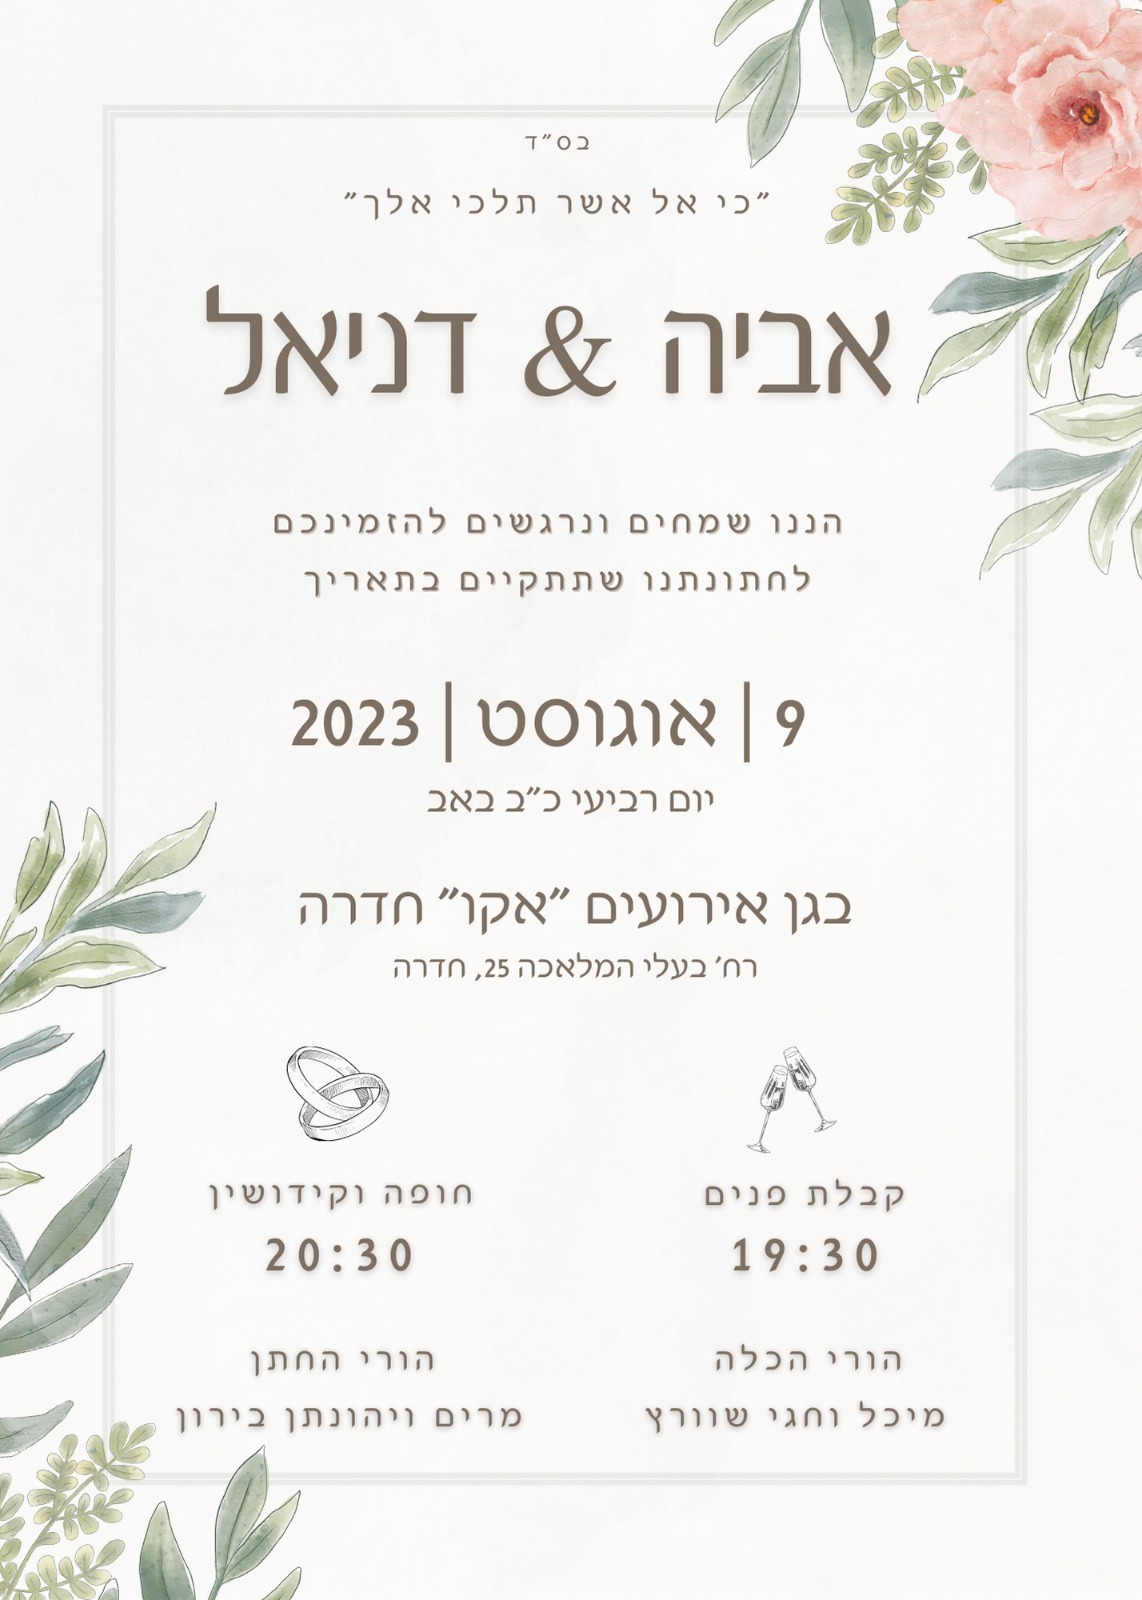 בס״ד
״כי אל אשר תלכי אלך״
אביה & דניאל
הננו שמחים ונרגשים להזמינכם
לחתונתנו שתתקיים בתאריך
9 | אוגוסט | 2023
יום רביעי כ״ב באב
בגן אירועים ״אקו״ חדרה
רח׳ בעלי המלאכה 25, חדרה
קבלת פנים
19:30
חופה וקידושין
20:30
הורי הכלה
מיכל וחגי שוורץ
הורי החתן
מרים ויהונתן בירון